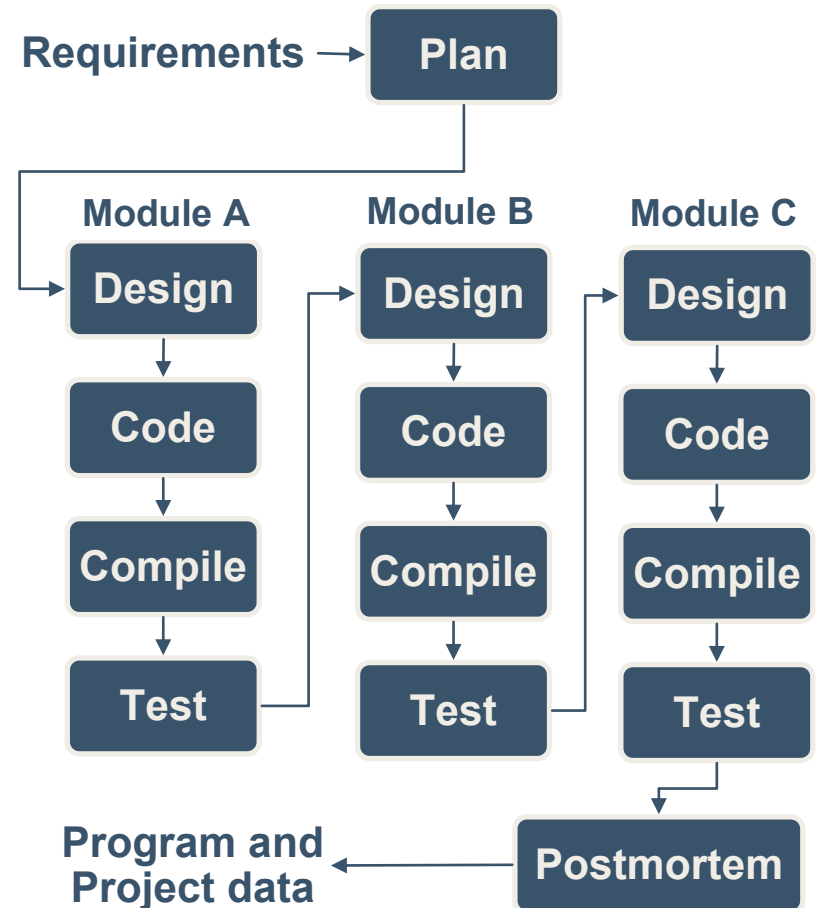 Requirements
Plan
Module A
Design
Code
Compile
Test
Module B
Design
Code
Compile
Test
Module C
Design
Code
Compile
Test
Postmortem
Program and
Project data